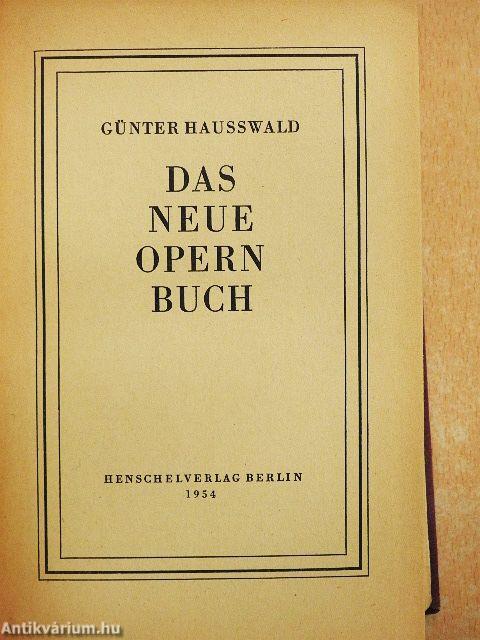 GÜNTER HAUSSWALD
DAS
NEUE
OPERN
BUCH
HENSCHELVERLAG BERLIN
1954
Antikvárium.hu